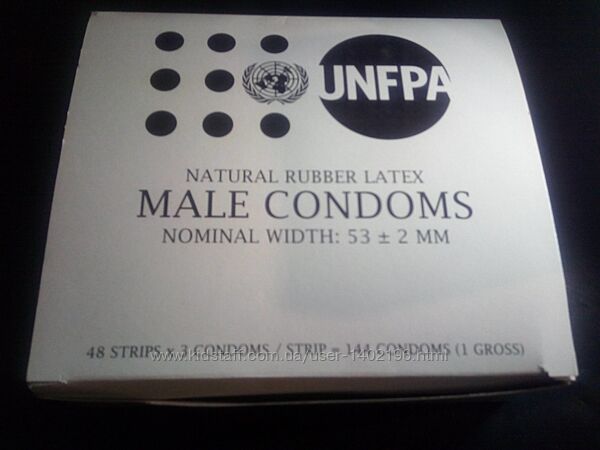 UNFPA
NATURAL RUBBER LATEX
MALE CONDOMS
NOMINAL WIDTH: 53 ± 2 MM
48 STRIPS x 3 CONDOMS / STRIP = 144 CONDOMS (1 GROSS)
www.kidstaff.com.ua/user-1402196.html